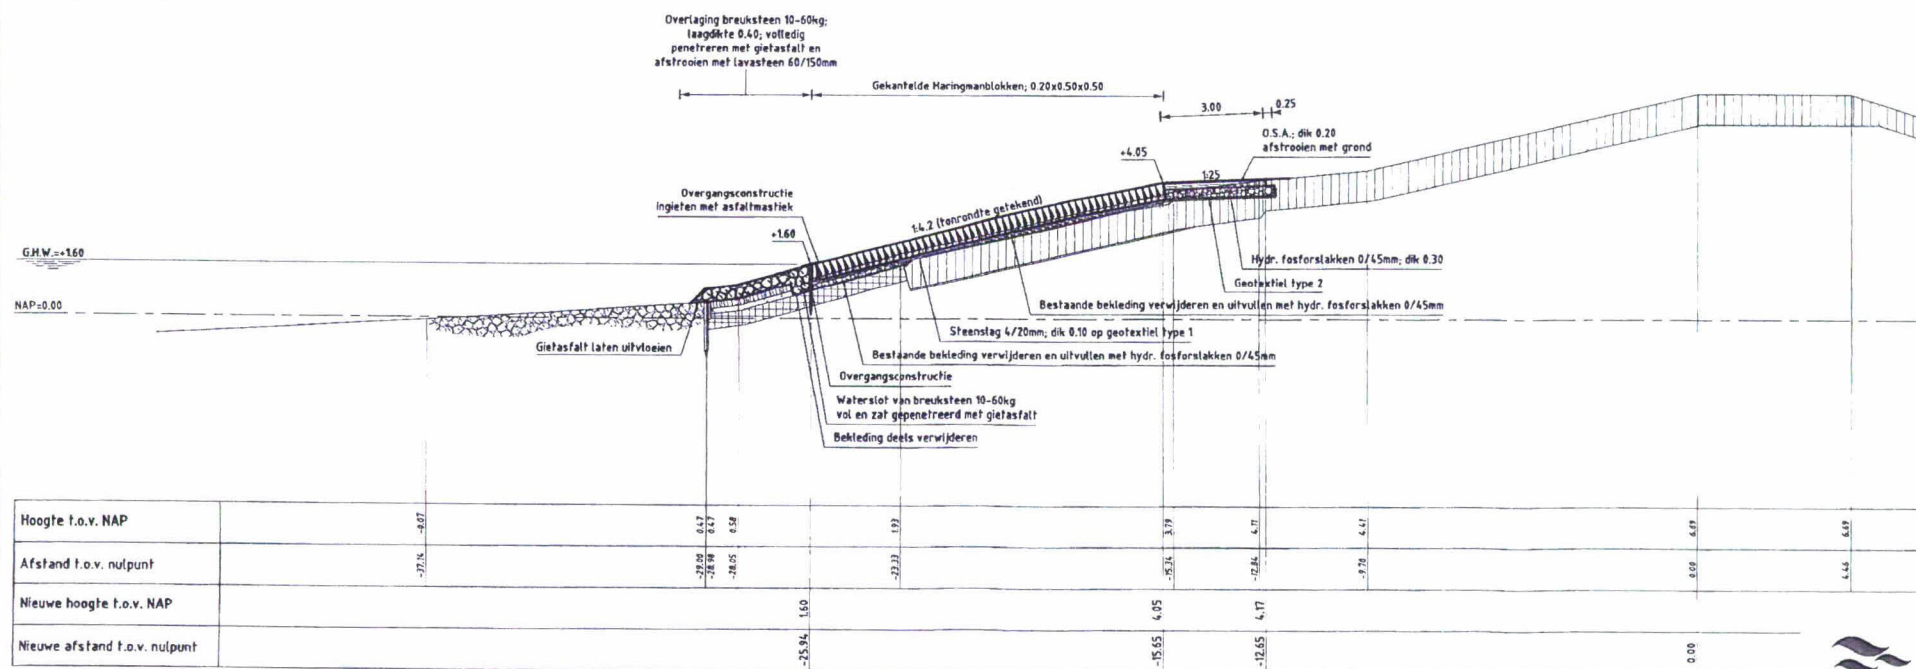 Overlaging breuksteen 10-60kg;
laagdikte 0.40; volledig
penetreren met gietasfalt en
afstrooien met lavasteen 60/150mm
Gekantelde Haringmanblokken; 0.20x0.50x0.50
3.00
0.25
O.S.A.; dik 0.20
afstrooien met grond
+4.05
1:25
Overgangsconstructie
ingieten met asfaltmastiek
1:4.2 (tonrondte getekend)
+1.60
G.H.W.=+1.60
Hydr. fosforslakken 0/45mm; dik 0.30
Geotextiel type 2
NAP=0.00
Bestaande bekleding verwijderen en uitvullen met hydr. fosforslakken 0/45mm
Steenslag 4/20mm; dik 0.10 op geotextiel type 1
Gietasfalt laten uitvloeien
Bestaande bekleding verwijderen en uitvullen met hydr. fosforslakken 0/45mm
Overgangsconstructie
Waterslot van breuksteen 10-60kg
vol en zat gepenetreerd met gietasfalt
Bekleding deels verwijderen
Hoogte t.o.v. NAP -0.07 0.47 0.47 0.50 1.93 3.79 4.11 4.41 6.69 6.69
Afstand t.o.v. nulpunt -37.14 -29.00 -28.98 -28.05 -23.33 -15.34 -12.84 -9.78 0.00 4.46
Nieuwe hoogte t.o.v. NAP 1.60 4.05 4.17
Nieuwe afstand t.o.v. nulpunt -25.94 -15.65 -12.65 0.00